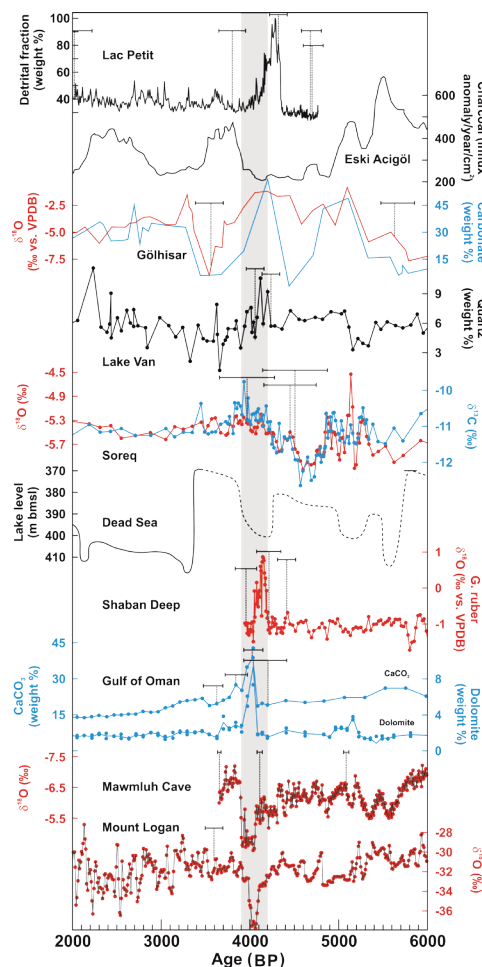 Detrital fraction
(weight %)
100
80
60
40
Lac Petit
600
400
200
anomaly/year/cm²)
Eski Acigöl
δ¹⁸O
(‰ vs. VPDB)
-2.5
-5.0
-7.5
Gölhisar
45
30
15
Carbonate
(weight %)
9
6
3
Quartz
(weight %)
Lake Van
δ¹⁸O (‰)
-4.5
-4.9
-5.3
-5.7
Soreq
-10
-11
-12
δ¹³C (‰)
Lake level
(m bmsl)
370
380
390
400
410
Dead Sea
1
0
-1
G. ruber
δ¹⁸O (‰ vs. VPDB)
Shaban Deep
CaCO₃
(weight %)
45
30
15
Gulf of Oman
CaCO₃
Dolomite
8
4
0
Dolomite
(weight %)
δ¹⁸O (‰)
-7.5
-6.5
-5.5
Mawmluh Cave
Mount Logan
-28
-30
-32
-34
-36
δ¹⁸O (‰)
2000 3000 4000 5000 6000
Age (BP)